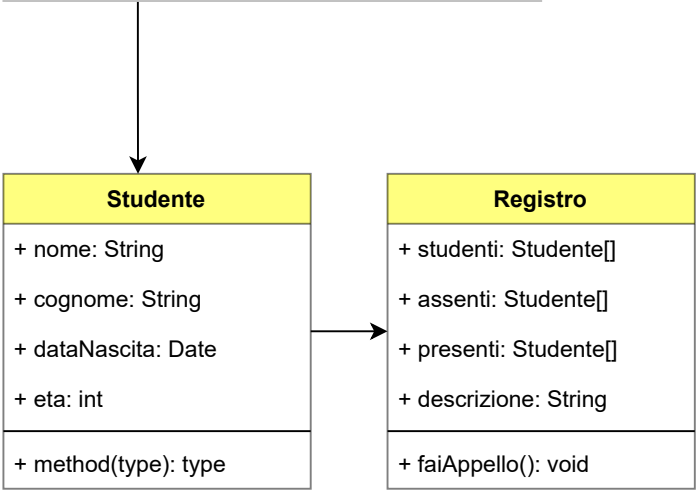 Studente
+ nome: String
+ cognome: String
+ dataNascita: Date
+ eta: int
+ method(type): type
Registro
+ studenti: Studente[]
+ assenti: Studente[]
+ presenti: Studente[]
+ descrizione: String
+ faiAppello(): void